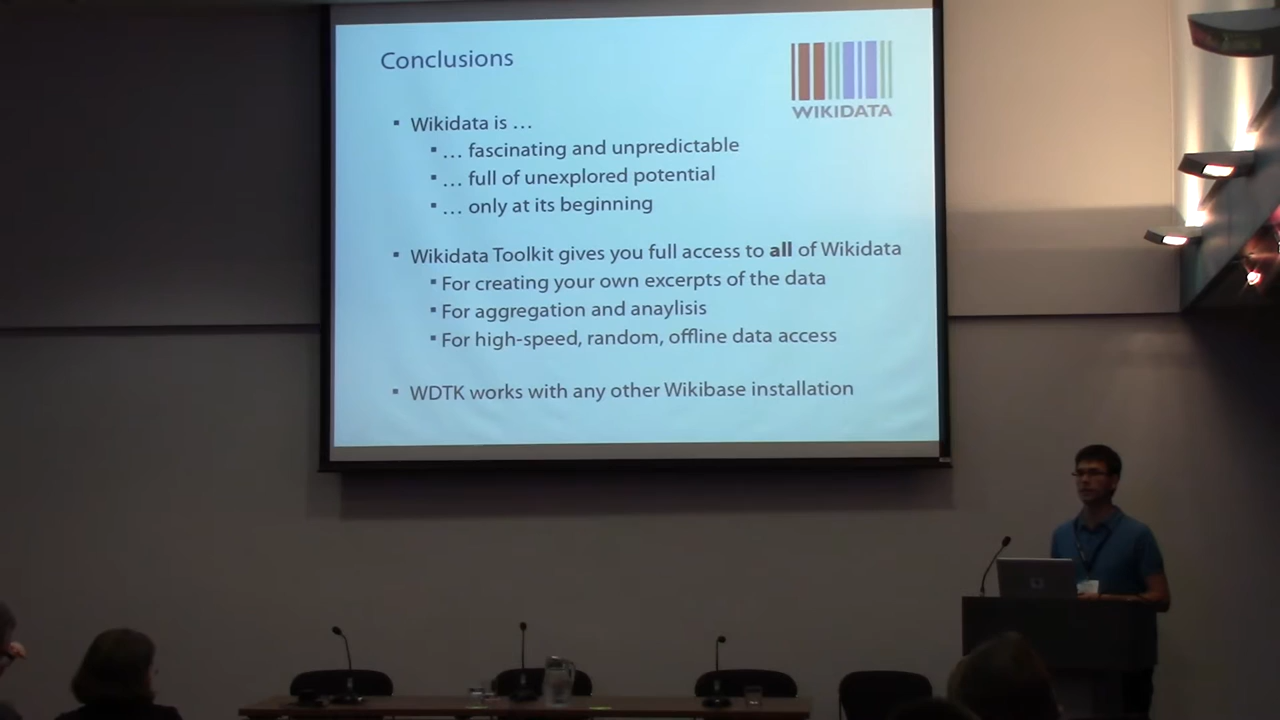 Conclusions
WIKIDATA
▪ Wikidata is …
▪ … fascinating and unpredictable
▪ … full of unexplored potential
▪ … only at its beginning
▪ Wikidata Toolkit gives you full access to all of Wikidata
▪ For creating your own excerpts of the data
▪ For aggregation and anaylisis
▪ For high-speed, random, offline data access
▪ WDTK works with any other Wikibase installation